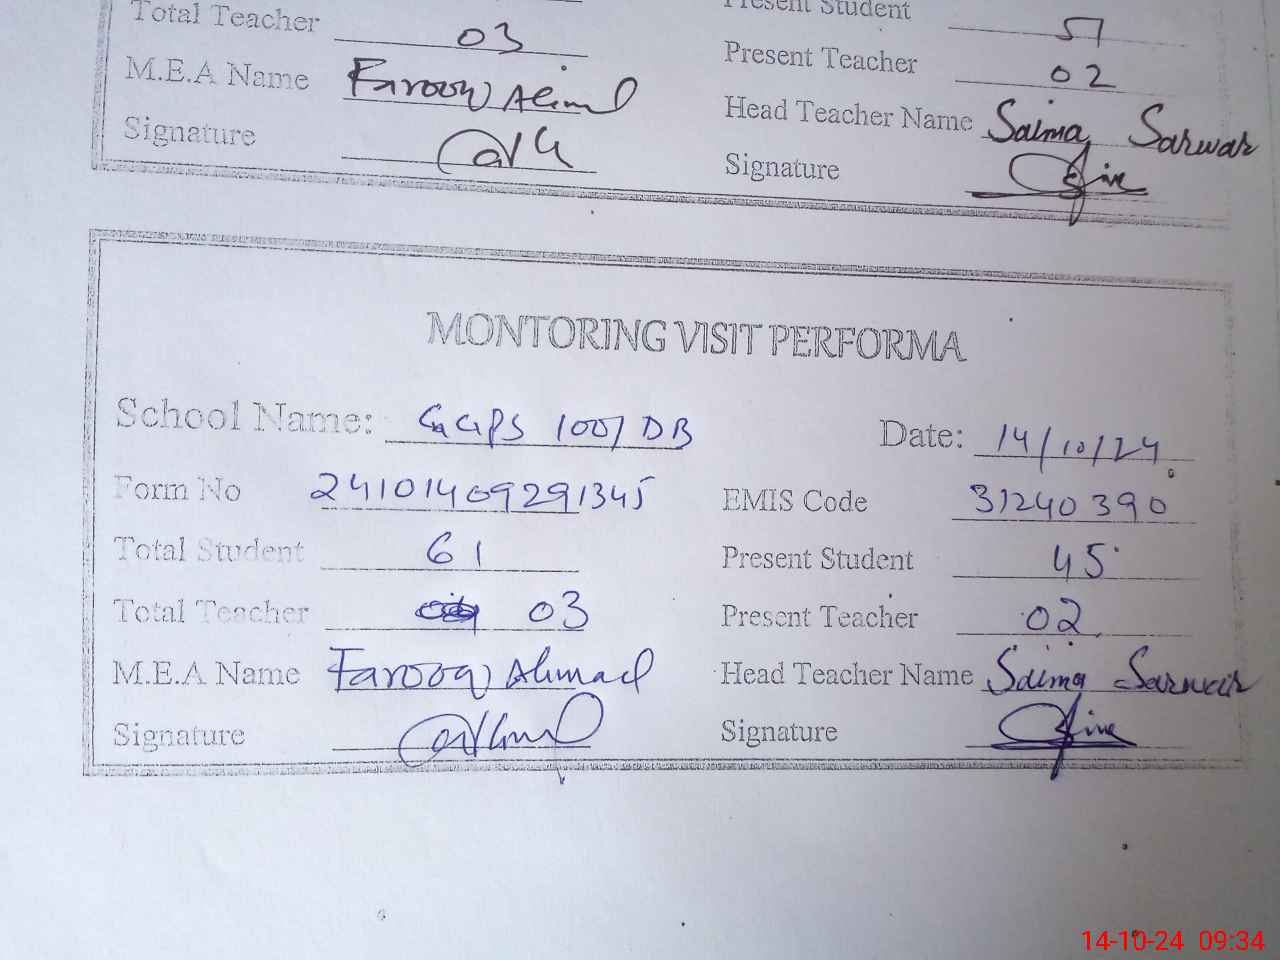 Total Teacher 03 Present Student 51
M.E.A Name Farooq Ahmad Present Teacher 02
Signature Head Teacher Name Saima Sarwar
Signature
MONTORING VISIT PERFORMA
School Name: GGPS 100/DB Date: 14/10/24
Form No 24101409291345 EMIS Code 31240390
Total Student 61 Present Student 45
Total Teacher 03 Present Teacher 02
M.E.A Name Farooq Ahmad Head Teacher Name Saima Sarwar
Signature Signature
14-10-24 09:34